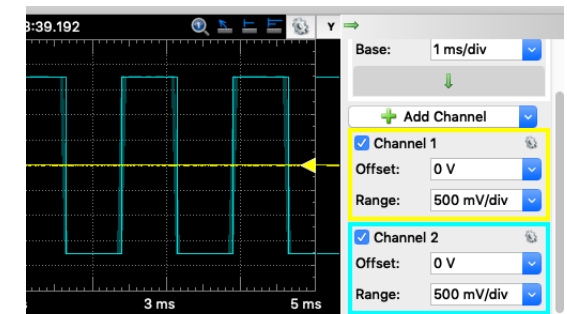 3:39.192
Y
Base: 1 ms/div
Add Channel
Channel 1
Offset: 0 V
Range: 500 mV/div
Channel 2
Offset: 0 V
Range: 500 mV/div
3 ms 5 ms